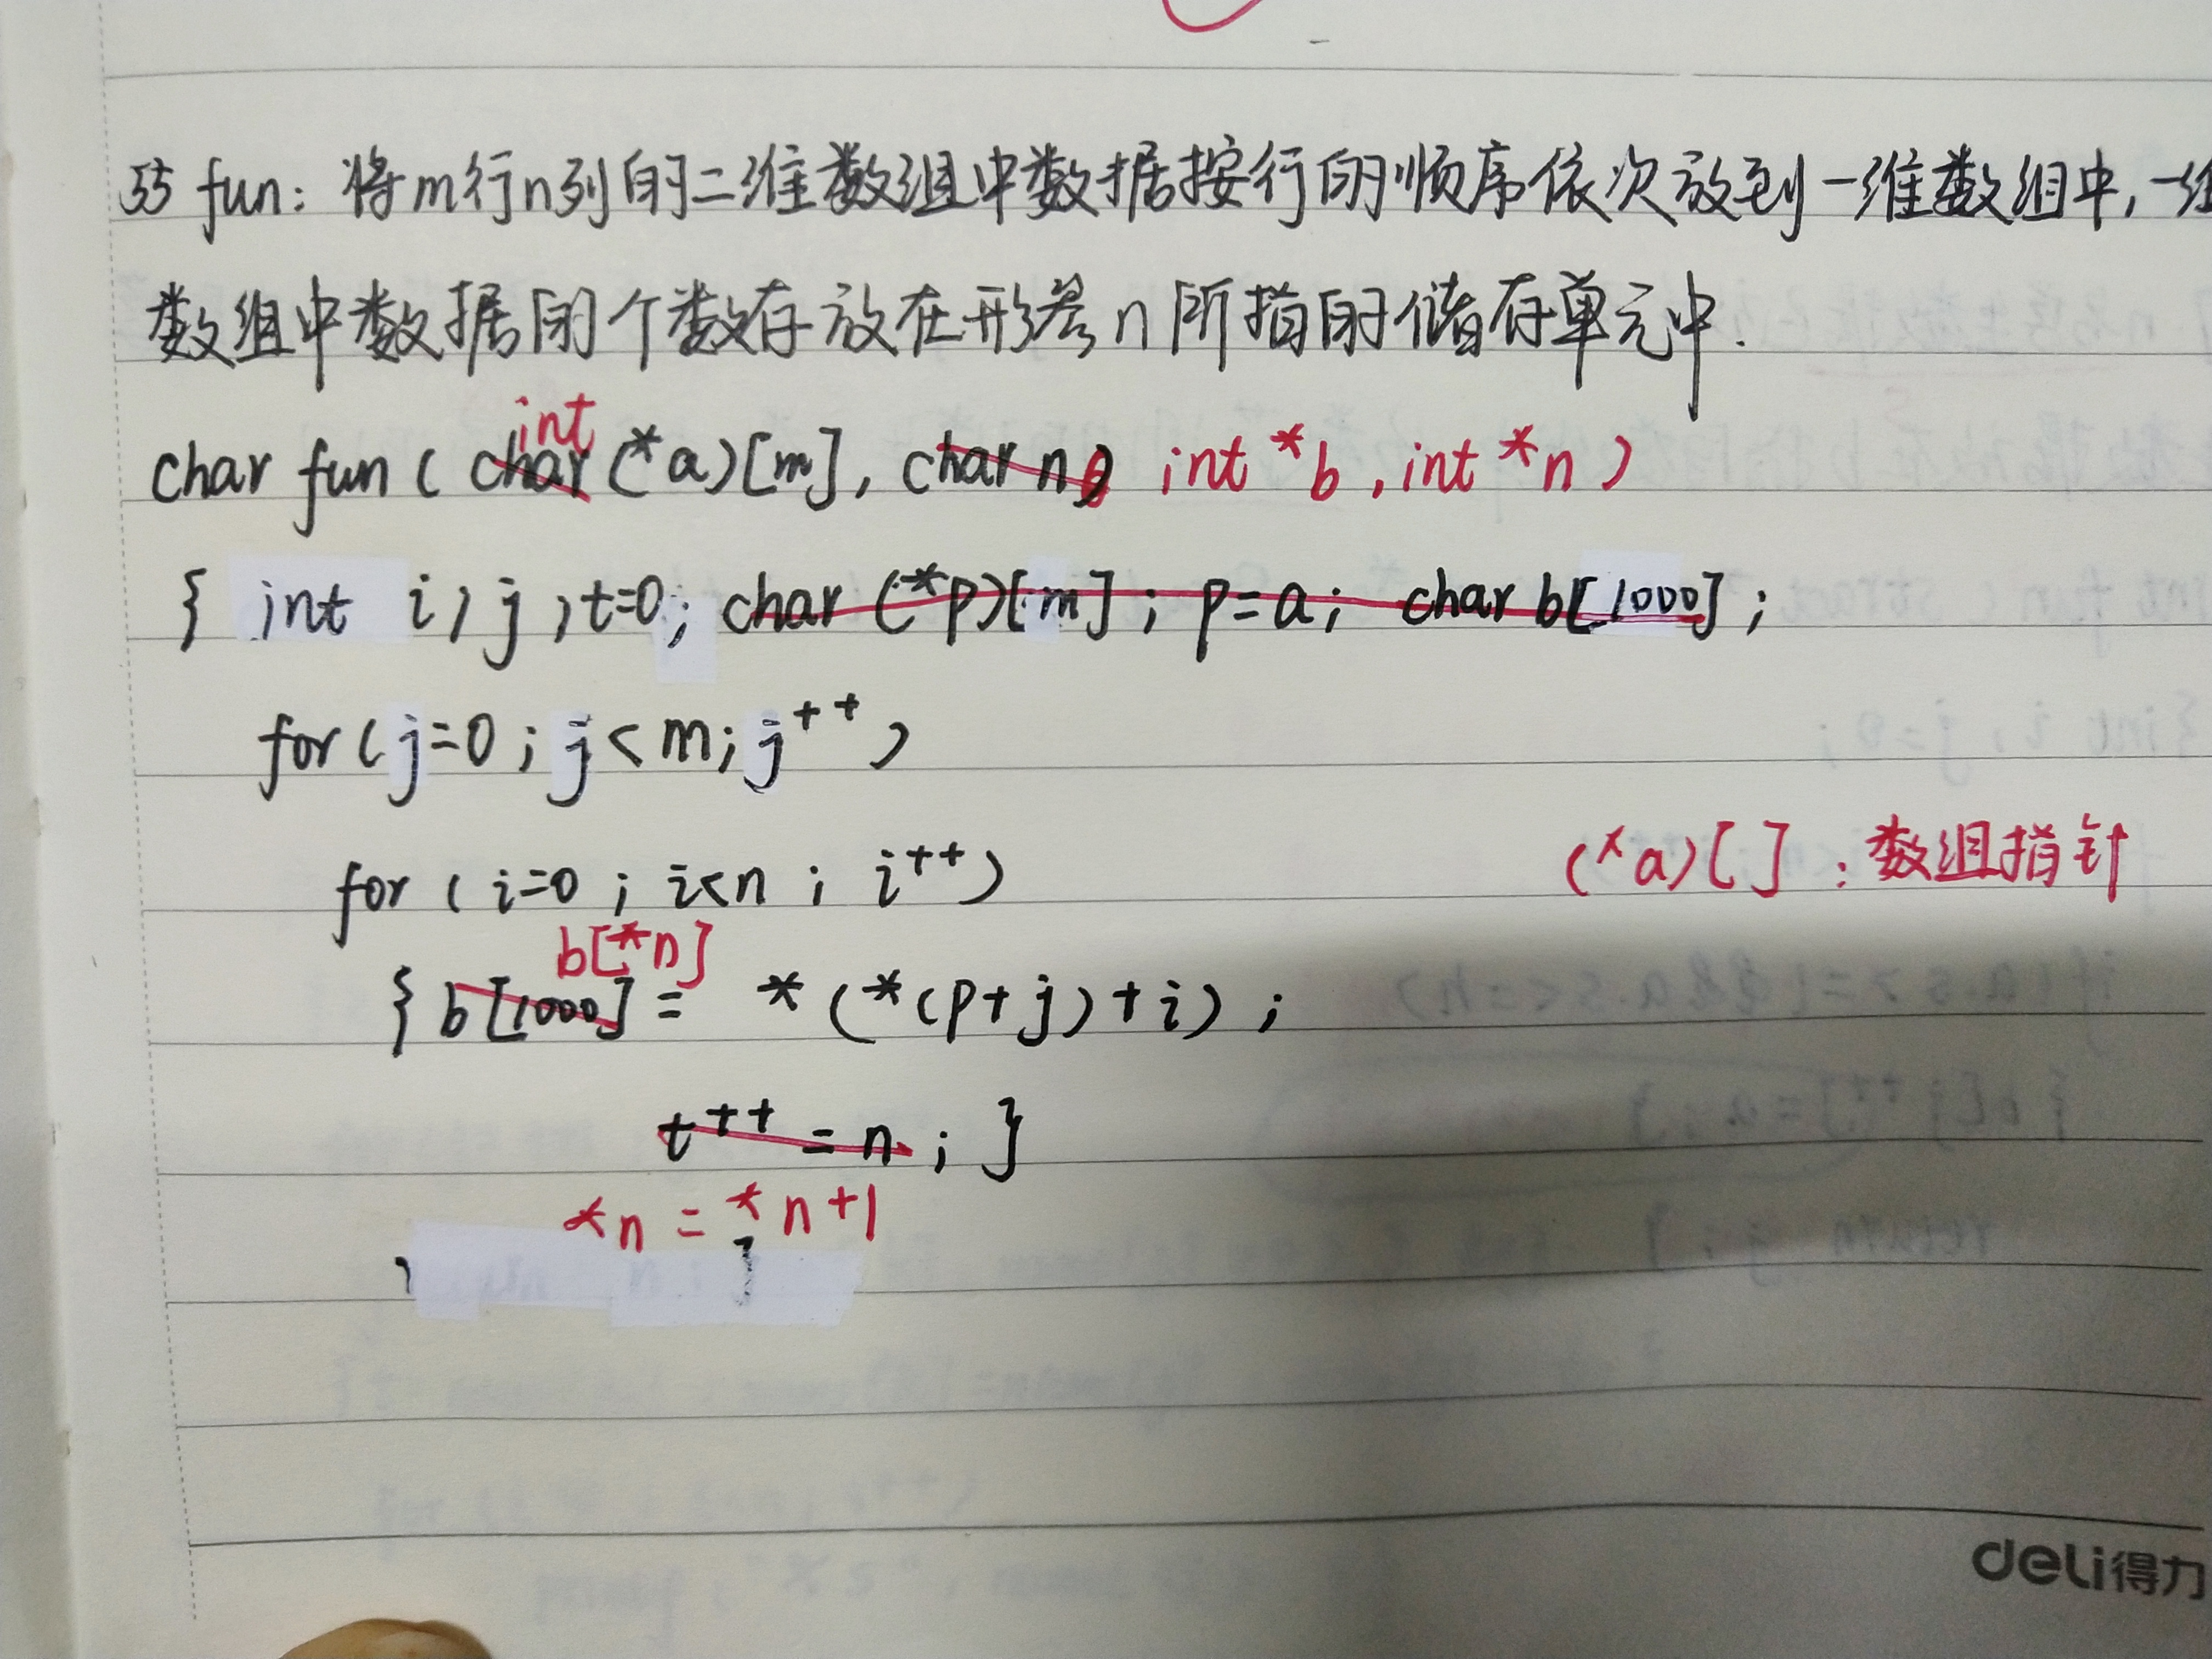 55 fun: 将m行n列的二维数组中数据按行的顺序依次放到一维数组中,一维
数组中数据的个数存放在形参n所指的储存单元中.
int
char fun ( char (*a)[m], char n) int *b , int *n )
{ int i, j ,t=0; char (*p)[m] ; p=a; char b[1000] ;
for( j=0 ; j<m; j++ )
for ( i=0 ; i<n ; i++)
(*a)[ ] : 数组指针
b[*n]
{ b[1000] = *(*(p+j)+i) ;
t++ = n ; }
*n = *n+1
}
deli得力